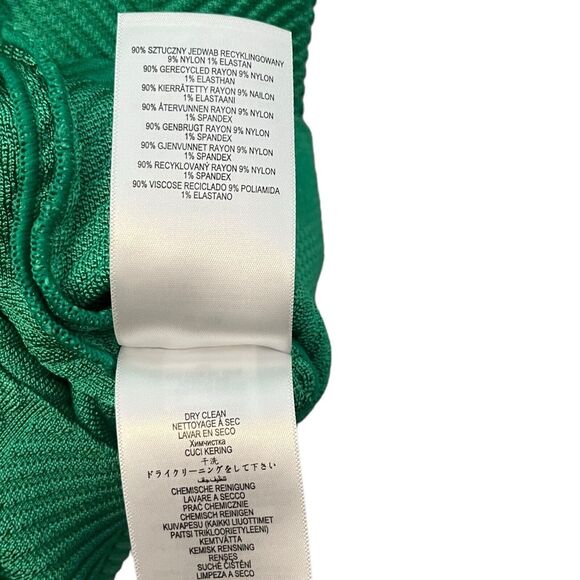 90% SZTUCZNY JEDWAB RECYKLINGOWANY
9% NYLON 1% ELASTAN
90% GERECYCLED RAYON 9% NYLON
1% ELASTHAN
90% KIERRÄTETTY RAYON 9% NAILON
1% ELASTAANI
90% ÅTERVUNNEN RAYON 9% NYLON
1% SPANDEX
90% GENBRUGT RAYON 9% NYLON
1% SPANDEX
90% GJENVUNNET RAYON 9% NYLON
1% SPANDEX
90% RECYKLOVANÝ RAYON 9% NYLON
1% SPANDEX
90% VISCOSE RECICLADO 9% POLIAMIDA
1% ELASTANO
DRY CLEAN
NETTOYAGE À SEC
LAVAR EN SECO
Химчистка
CUCI KERING
干洗
ドライクリーニングをして下さい
تنظيف جاف
CHEMISCHE REINIGUNG
LAVARE A SECCO
PRAĆ CHEMICZNIE
CHEMISCH REINIGEN
KUIVAPESU (KAIKKI LIUOTTIMET
PAITSI TRIKLOORIETYLEENI)
KEMTVÄTTA
KEMISK RENSNING
RENSES
SUCHÉ ČISTĚNÍ
LIMPEZA A SECO